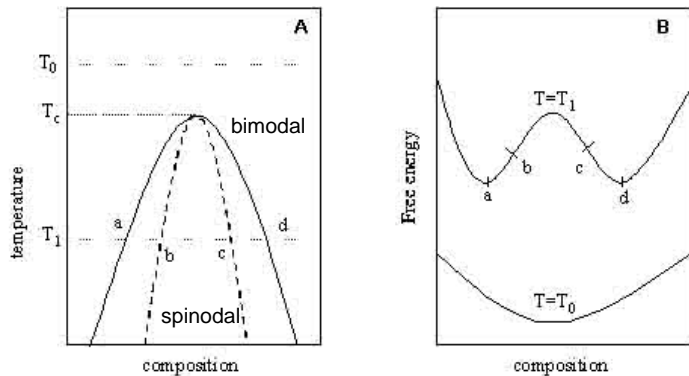 A
T0
Tc
bimodal
temperature
a
d
T1
b
c
spinodal
composition
B
T=T1
Free energy
b
c
a
d
T=T0
composition